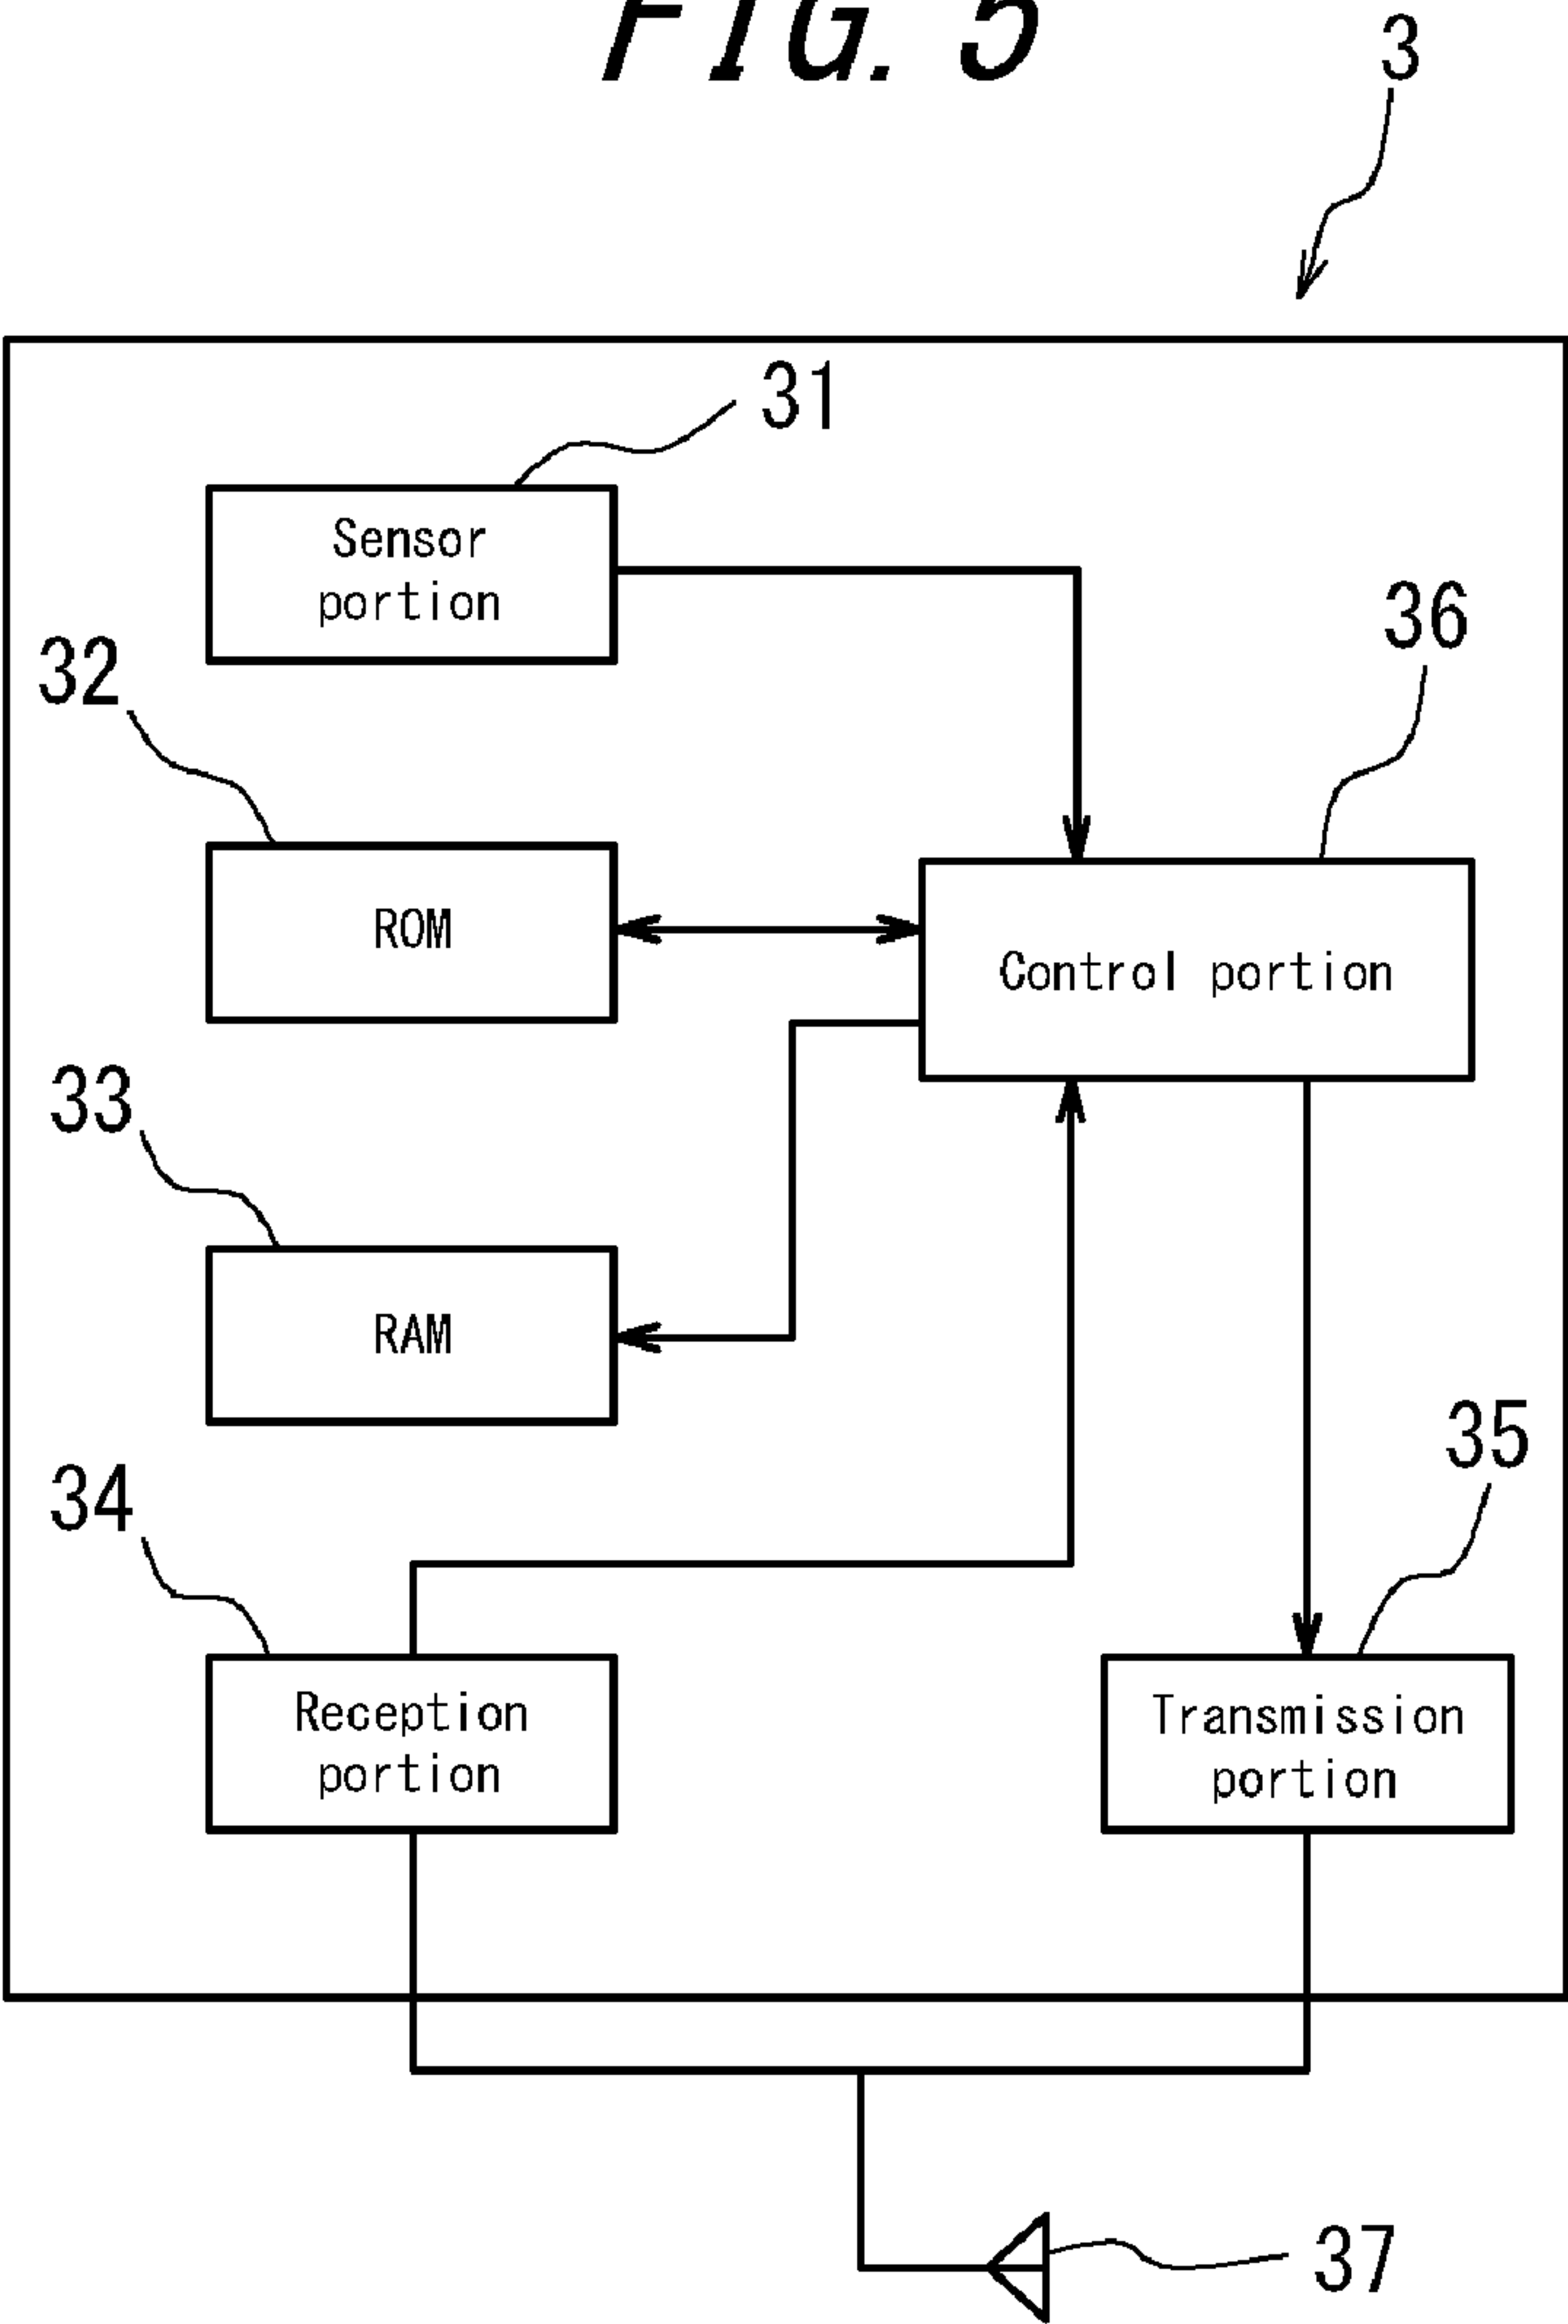 FIG. 5
3
31
Sensor
portion
36
32
ROM
Control portion
33
RAM
35
34
Reception
portion
Transmission
portion
37